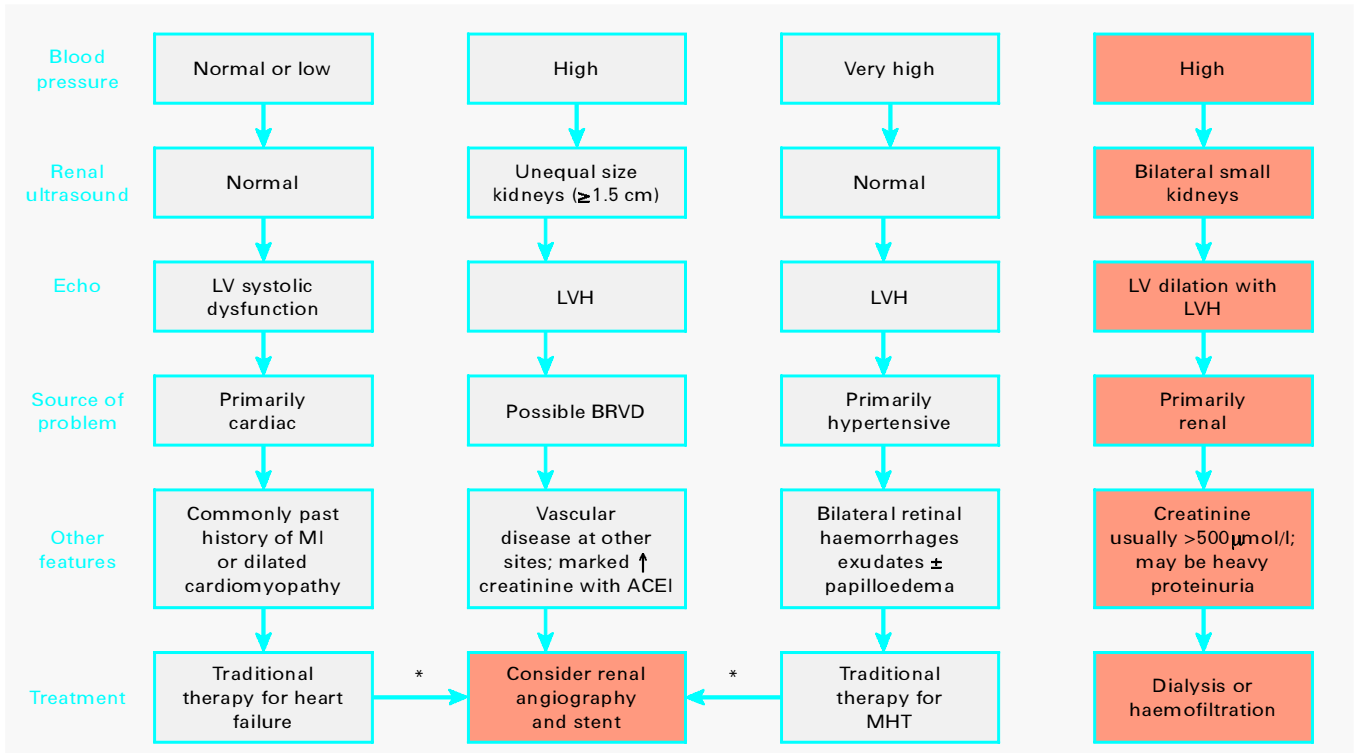 Blood
pressure
Normal or low
High
Very high
High
Renal
ultrasound
Normal
Unequal size
kidneys (≥1.5 cm)
Normal
Bilateral small
kidneys
Echo
LV systolic
dysfunction
LVH
LVH
LV dilation with
LVH
Source of
problem
Primarily
cardiac
Possible BRVD
Primarily
hypertensive
Primarily
renal
Other
features
Commonly past
history of MI
or dilated
cardiomyopathy
Vascular
disease at other
sites; marked ↑
creatinine with ACEI
Bilateral retinal
haemorrhages
exudates ±
papilloedema
Creatinine
usually >500μmol/l;
may be heavy
proteinuria
Treatment
Traditional
therapy for heart
failure
*
Consider renal
angiography
and stent
*
Traditional
therapy for
MHT
Dialysis or
haemofiltration